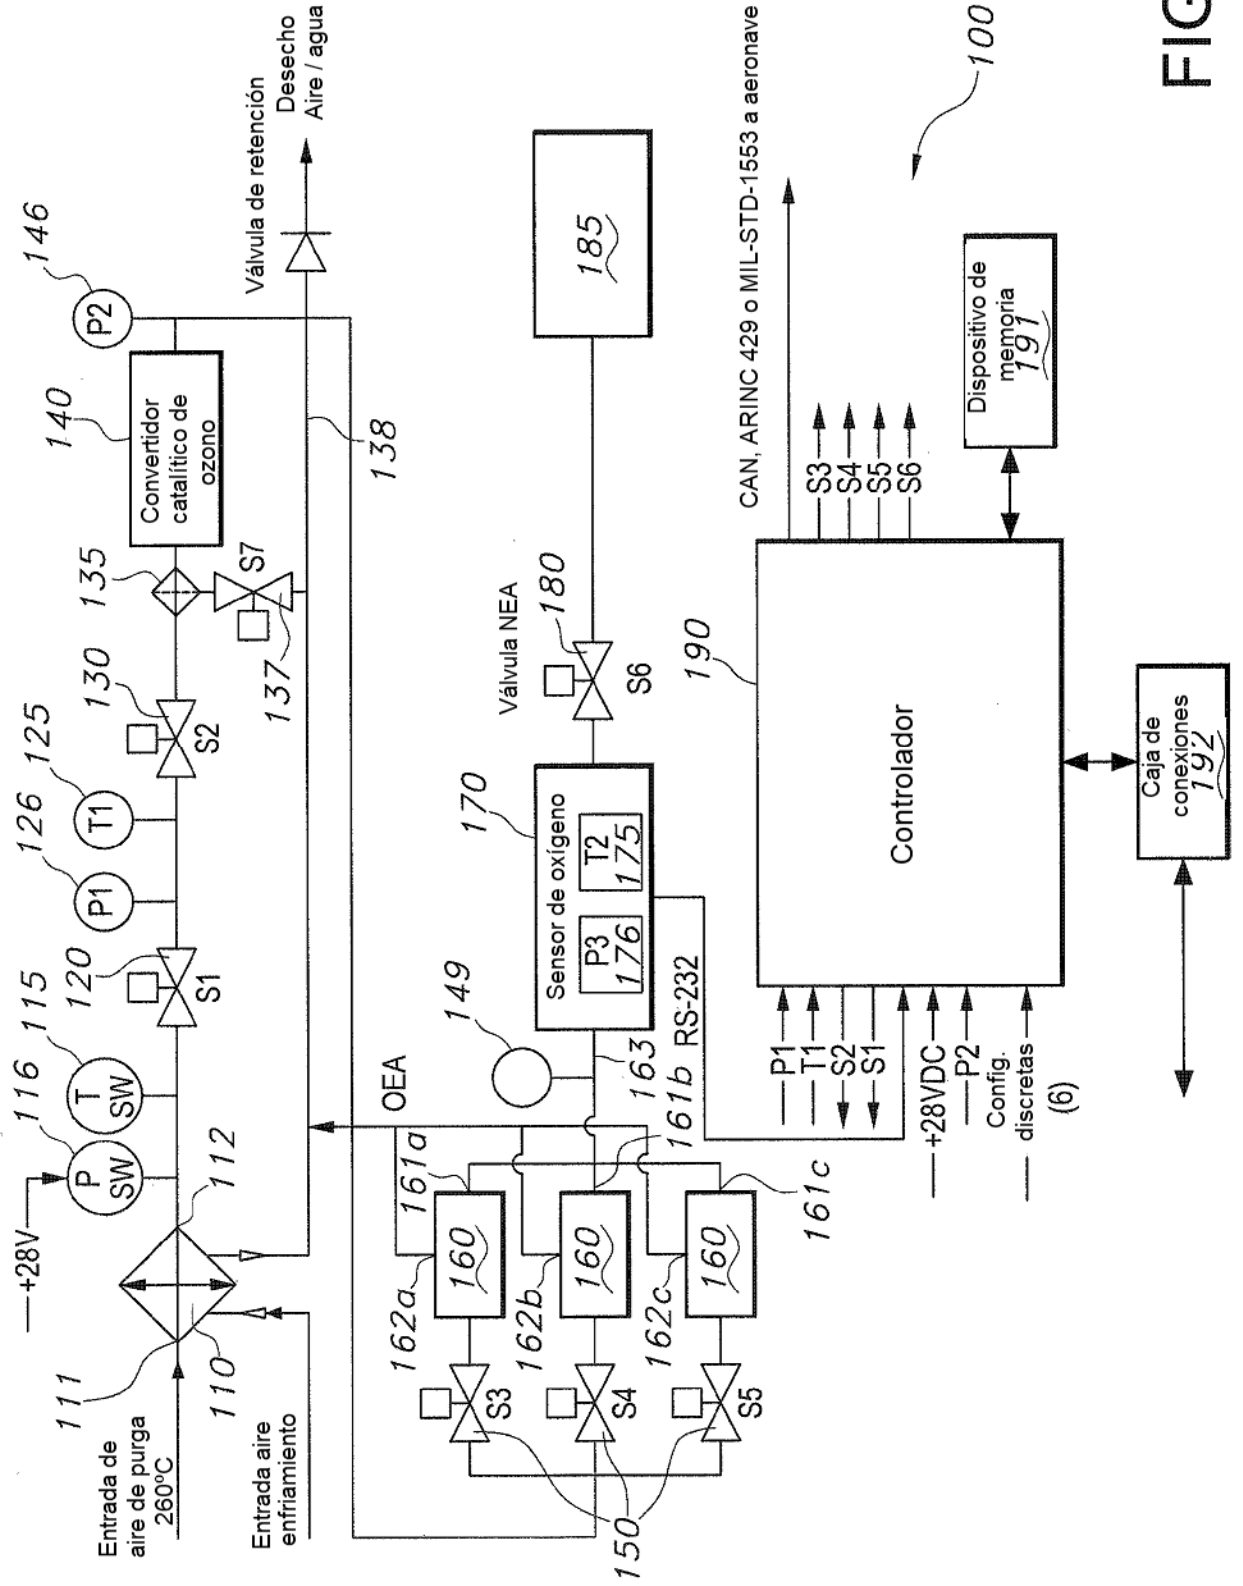 Entrada de
aire de purga
260ºC
111
110
Entrada aire
enfriamiento
112
+28V
P
SW
116
T
SW
115
S1
120
P1
126
T1
125
S2
130
135
S7
137
Convertidor
catalítico de
ozono
140
P2
146
138
Válvula de retención
Desecho
Aire / agua
OEA
150
S3
S4
S5
160
160
160
162a
162b
162c
161a
161b
161c
163
149
Sensor de oxígeno
P3
176
T2
175
170
RS-232
Válvula NEA
S6
180
185
P1
T1
S2
S1
+28VDC
P2
Config.
discretas
(6)
Controlador
190
CAN, ARINC 429 o MIL-STD-1553 a aeronave
S3
S4
S5
S6
Dispositivo de
memoria
191
Caja de
conexiones
192
100
FIG